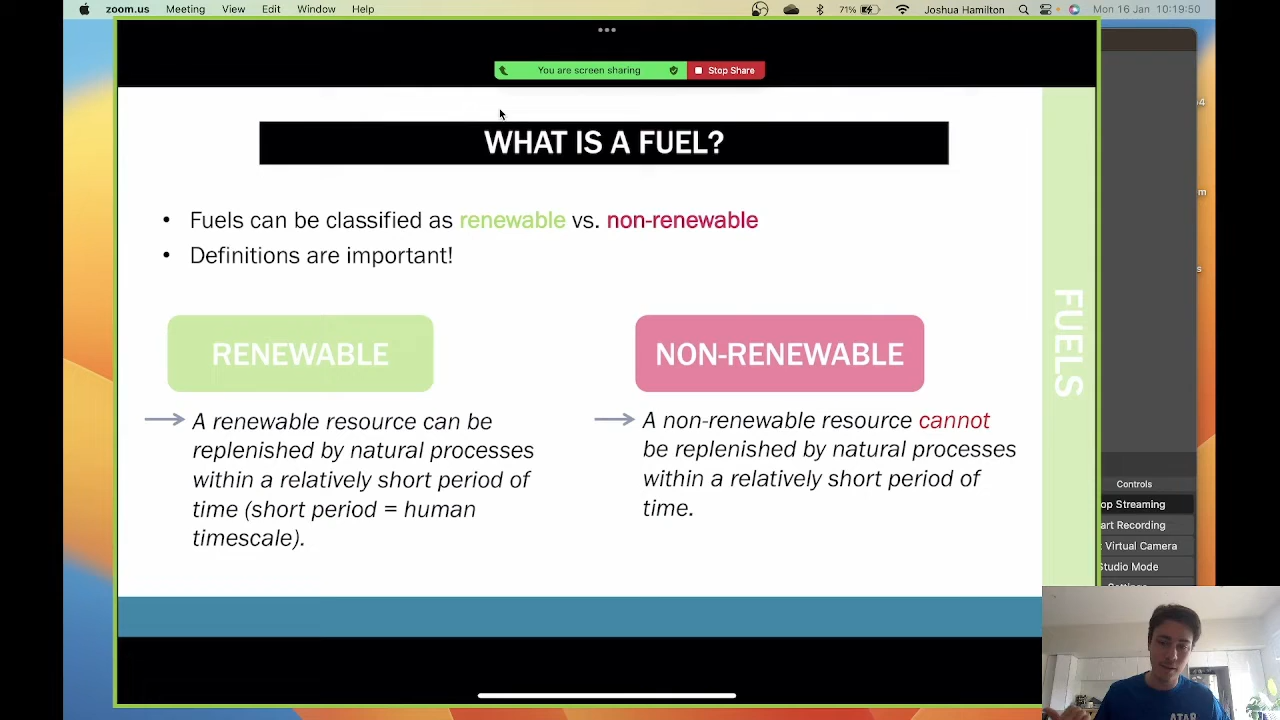 zoom.us Meeting View Edit Window Help 71% Joshua Hamilton Mon 16 Jan 10:19:50
You are screen sharing Stop Share
WHAT IS A FUEL?
• Fuels can be classified as renewable vs. non-renewable
• Definitions are important!
FUELS
RENEWABLE
A renewable resource can be
replenished by natural processes
within a relatively short period of
time (short period = human
timescale).
NON-RENEWABLE
A non-renewable resource cannot
be replenished by natural processes
within a relatively short period of
time.
Controls
op Streaming
art Recording
Virtual Camera
Studio Mode